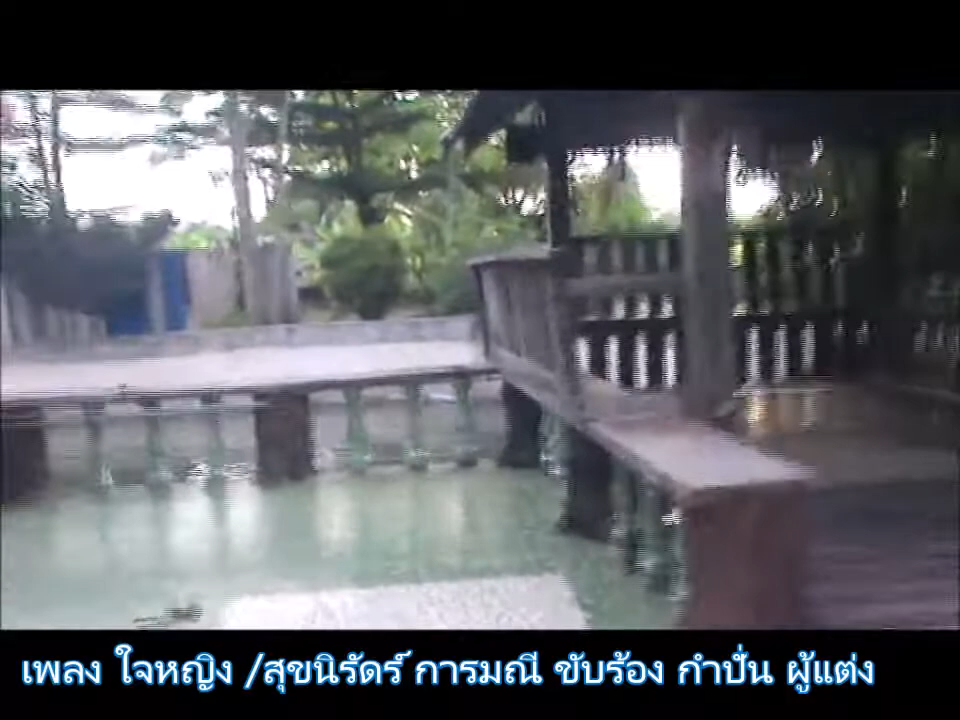 เพลง ใจหญิง /สุขนิรัดร์ การมณี ขับร้อง กำปั่น ผู้แต่ง